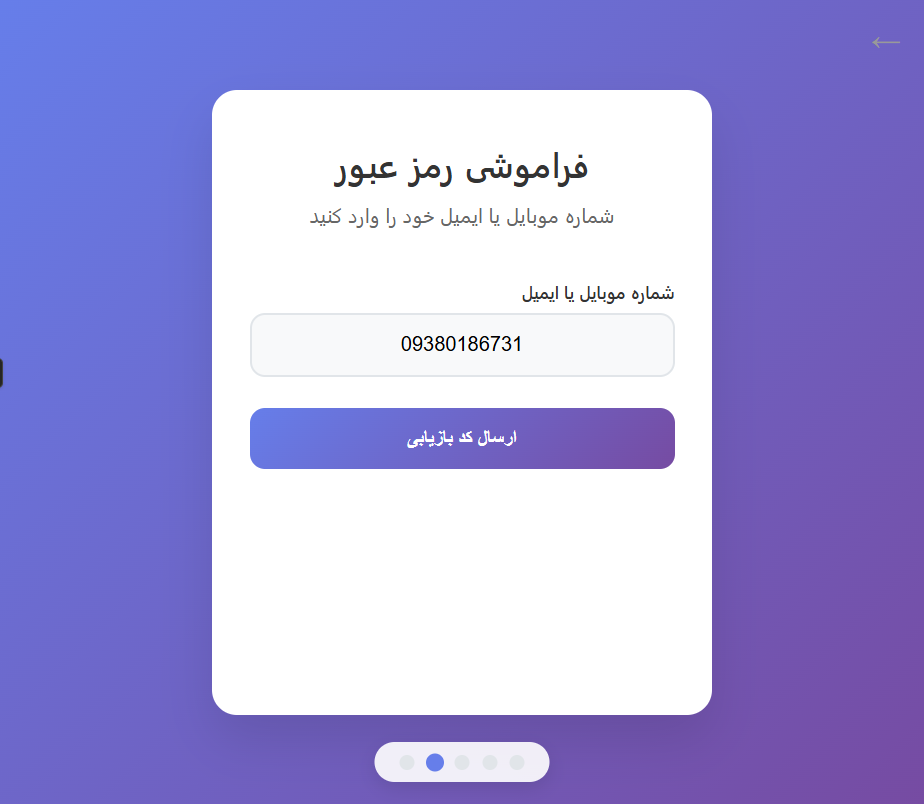 ←
فراموشی رمز عبور
شماره موبایل یا ایمیل خود را وارد کنید
شماره موبایل یا ایمیل
09380186731
ارسال کد بازیابی